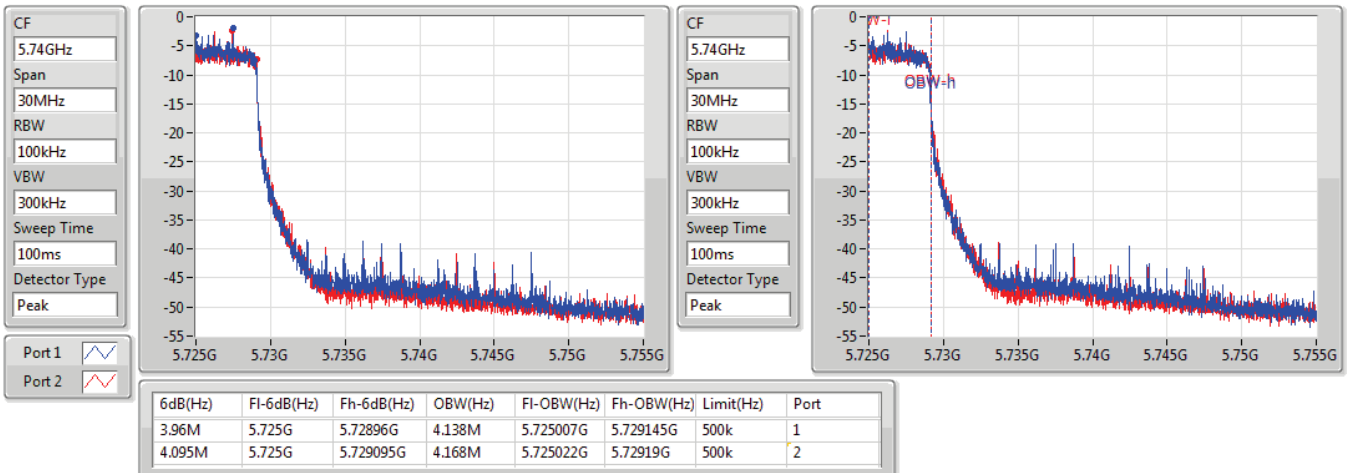 CF
5.74GHz
Span
30MHz
RBW
100kHz
VBW
300kHz
Sweep Time
100ms
Detector Type
Peak
Port 1
Port 2
0
-5
-10
-15
-20
-25
-30
-35
-40
-45
-50
-55
5.725G 5.73G 5.735G 5.74G 5.745G 5.75G 5.755G
CF
5.74GHz
Span
30MHz
RBW
100kHz
VBW
300kHz
Sweep Time
100ms
Detector Type
Peak
0
-5
-10
-15
-20
-25
-30
-35
-40
-45
-50
-55
W-l
OBW-h
5.725G 5.73G 5.735G 5.74G 5.745G 5.75G 5.755G
6dB(Hz) Fl-6dB(Hz) Fh-6dB(Hz) OBW(Hz) Fl-OBW(Hz) Fh-OBW(Hz) Limit(Hz) Port
3.96M 5.725G 5.72896G 4.138M 5.725007G 5.729145G 500k 1
4.095M 5.725G 5.729095G 4.168M 5.725022G 5.72919G 500k 2